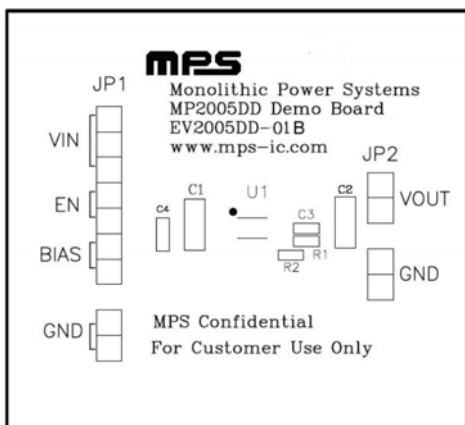 mps
JP1
Monolithic Power Systems
MP2005DD Demo Board
EV2005DD-01B
www.mps-ic.com
VIN
JP2
EN
C4
C1
U1
C2
VOUT
C3
BIAS
R1
R2
GND
GND
MPS Confidential
For Customer Use Only